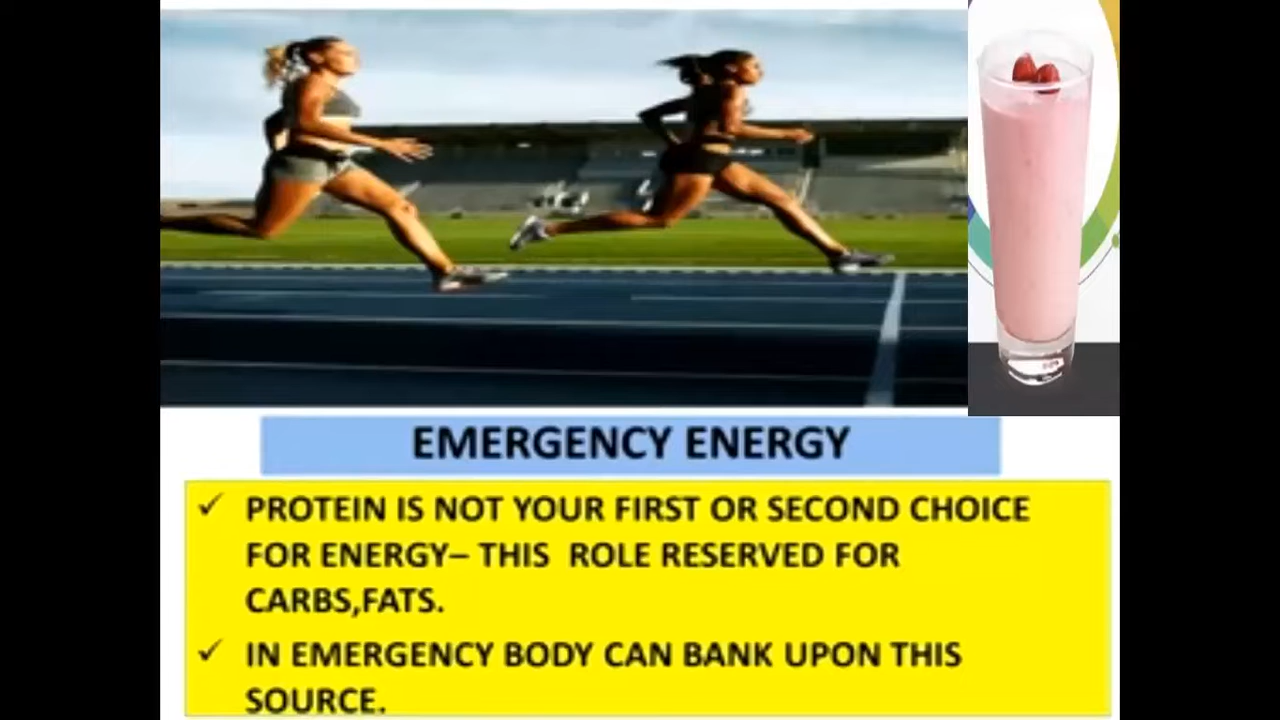 EMERGENCY ENERGY
✓ PROTEIN IS NOT YOUR FIRST OR SECOND CHOICE
FOR ENERGY– THIS ROLE RESERVED FOR
CARBS,FATS.
✓ IN EMERGENCY BODY CAN BANK UPON THIS
SOURCE.